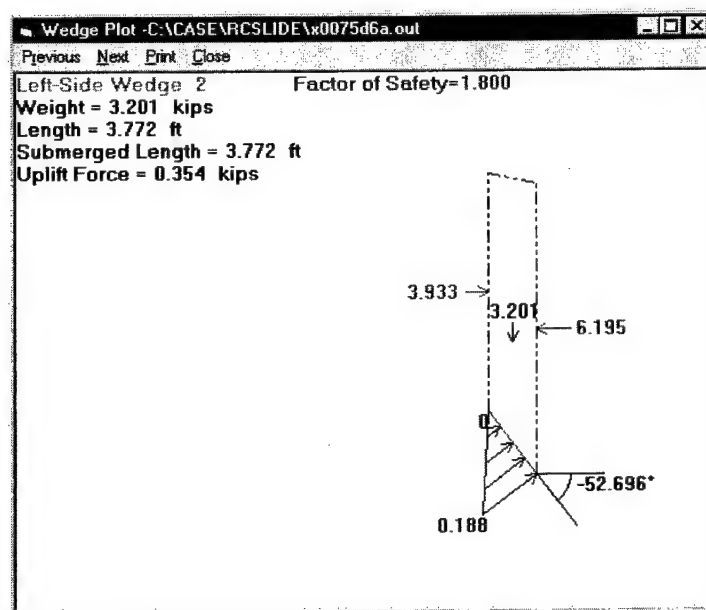 Wedge Plot -C:\CASE\RCSLIDE\x0075d6a.out
Previous Next Print Close
Left-Side Wedge 2 Factor of Safety=1.800
Weight = 3.201 kips
Length = 3.772 ft
Submerged Length = 3.772 ft
Uplift Force = 0.354 kips
3.933
3.201
6.195
0
-52.696°
0.188